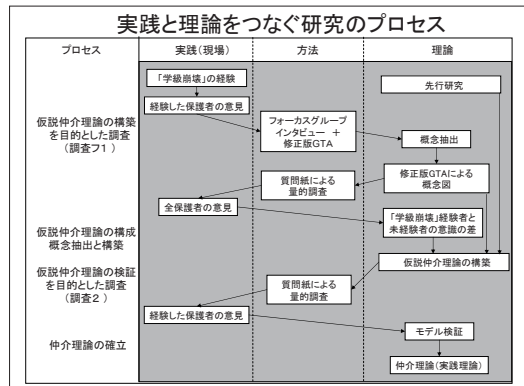 実践と理論をつなぐ研究のプロセス
プロセス
実践(現場)
方法
理論
「学級崩壊」の経験
先行研究
経験した保護者の意見
仮説仲介理論の構築
を目的とした調査
(調査フ1)
フォーカスグループ
インタビュー +
修正版GTA
概念抽出
修正版GTAによる
概念図
質問紙による
量的調査
全保護者の意見
「学級崩壊」経験者と
未経験者の意識の差
仮説仲介理論の構成
概念抽出と構築
仮説仲介理論の構築
仮説仲介理論の検証
を目的とした調査
(調査2)
質問紙による
量的調査
経験した保護者の意見
モデル検証
仲介理論の確立
仲介理論(実践理論)